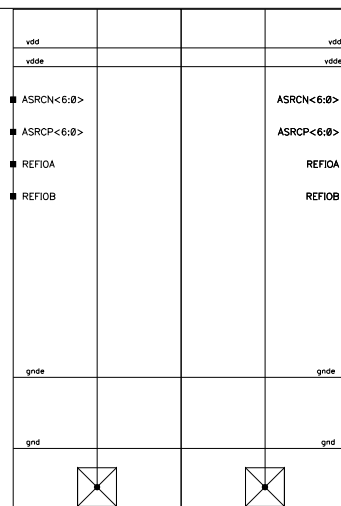 vdd vdd
vdde vdde
ASRCN<6:0> ASRCN<6:0>
ASRCP<6:0> ASRCP<6:0>
REFIOA REFIOA
REFIOB REFIOB
gnde gnde
gnd gnd